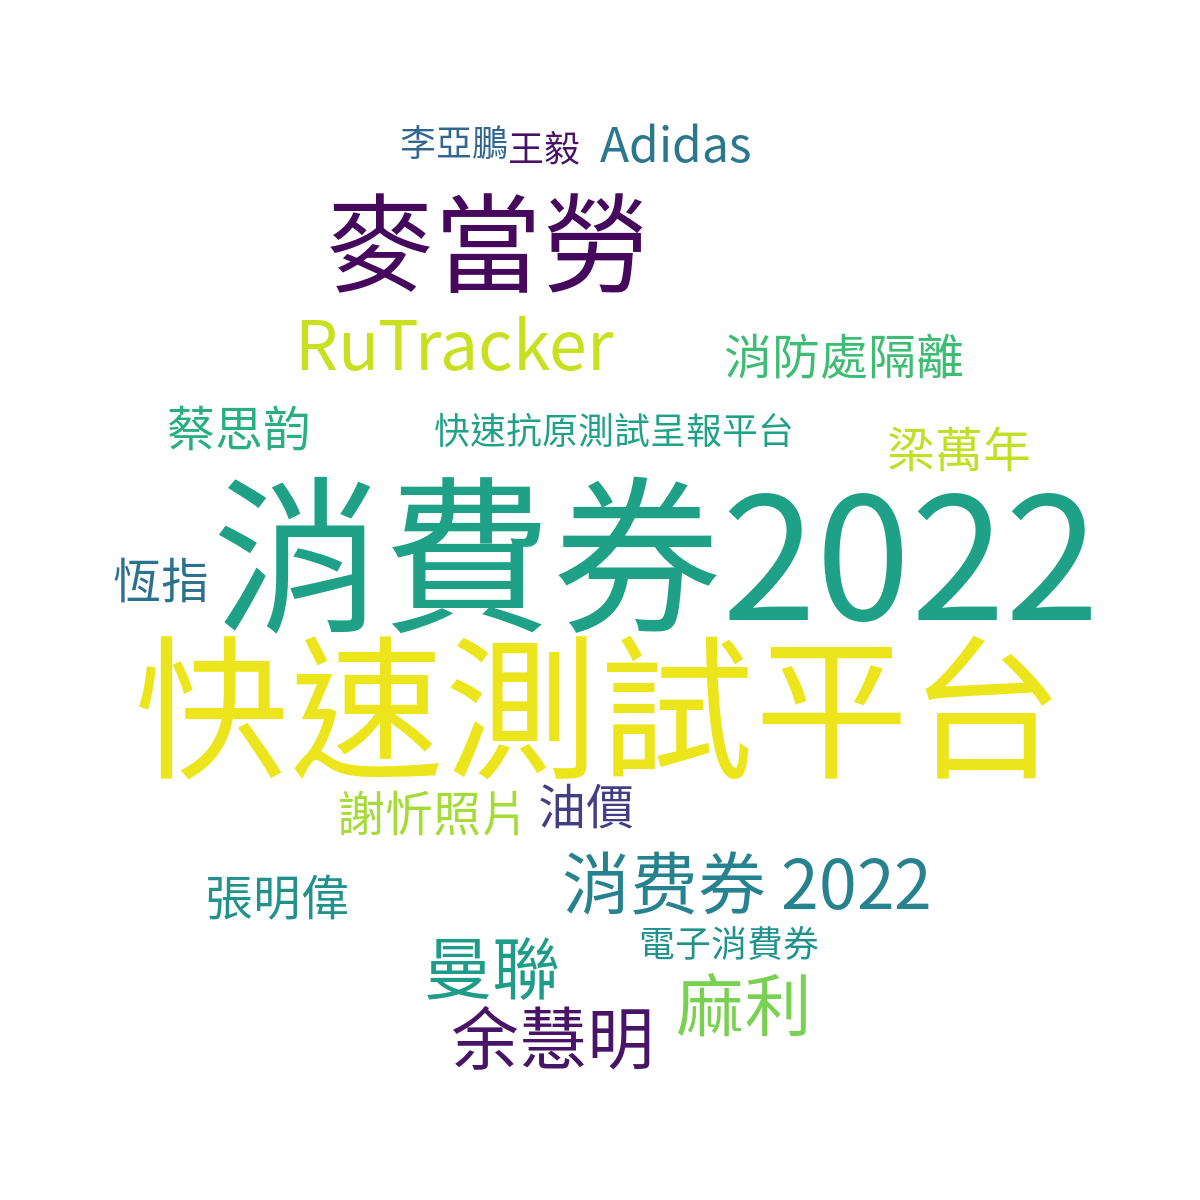 李亞鵬
王毅
Adidas
麥當勞
RuTracker
消防處隔離
蔡思韵
快速抗原測試呈報平台
梁萬年
消費券2022
恆指
快速測試平台
謝忻照片
油價
消费券 2022
張明偉
電子消費券
曼聯
麻利
余慧明